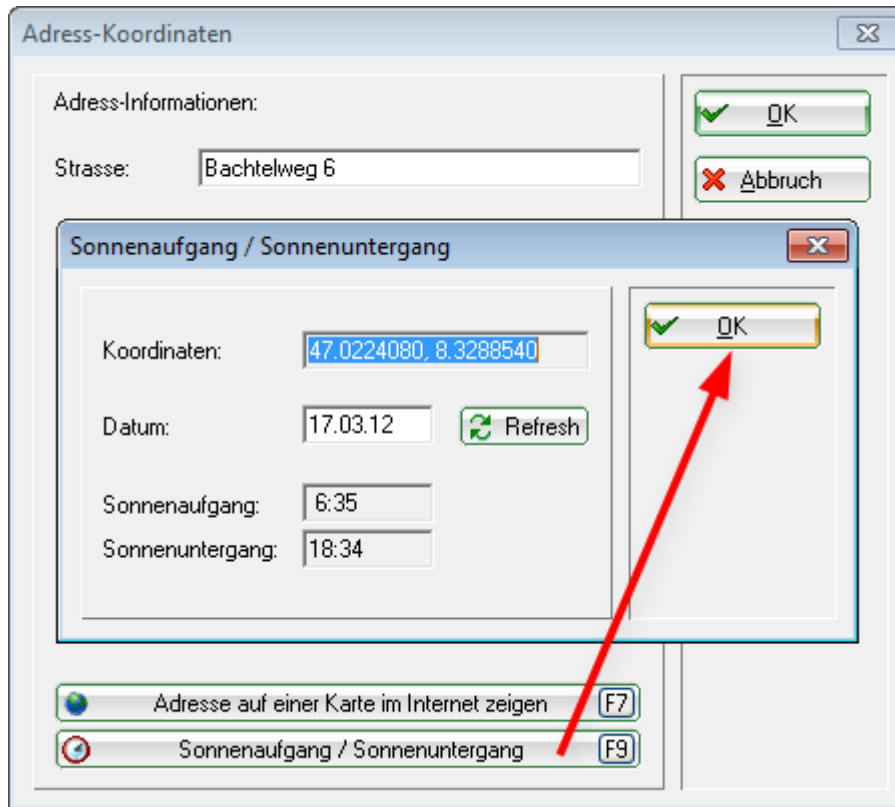 Adress-Koordinaten
Adress-Informationen:
OK
Strasse: Bachtelweg 6
Abbruch
Sonnenaufgang / Sonnenuntergang
OK
Koordinaten: 47.0224080, 8.3288540
Datum: 17.03.12 Refresh
Sonnenaufgang: 6:35
Sonnenuntergang: 18:34
Adresse auf einer Karte im Internet zeigen F7
Sonnenaufgang / Sonnenuntergang F9